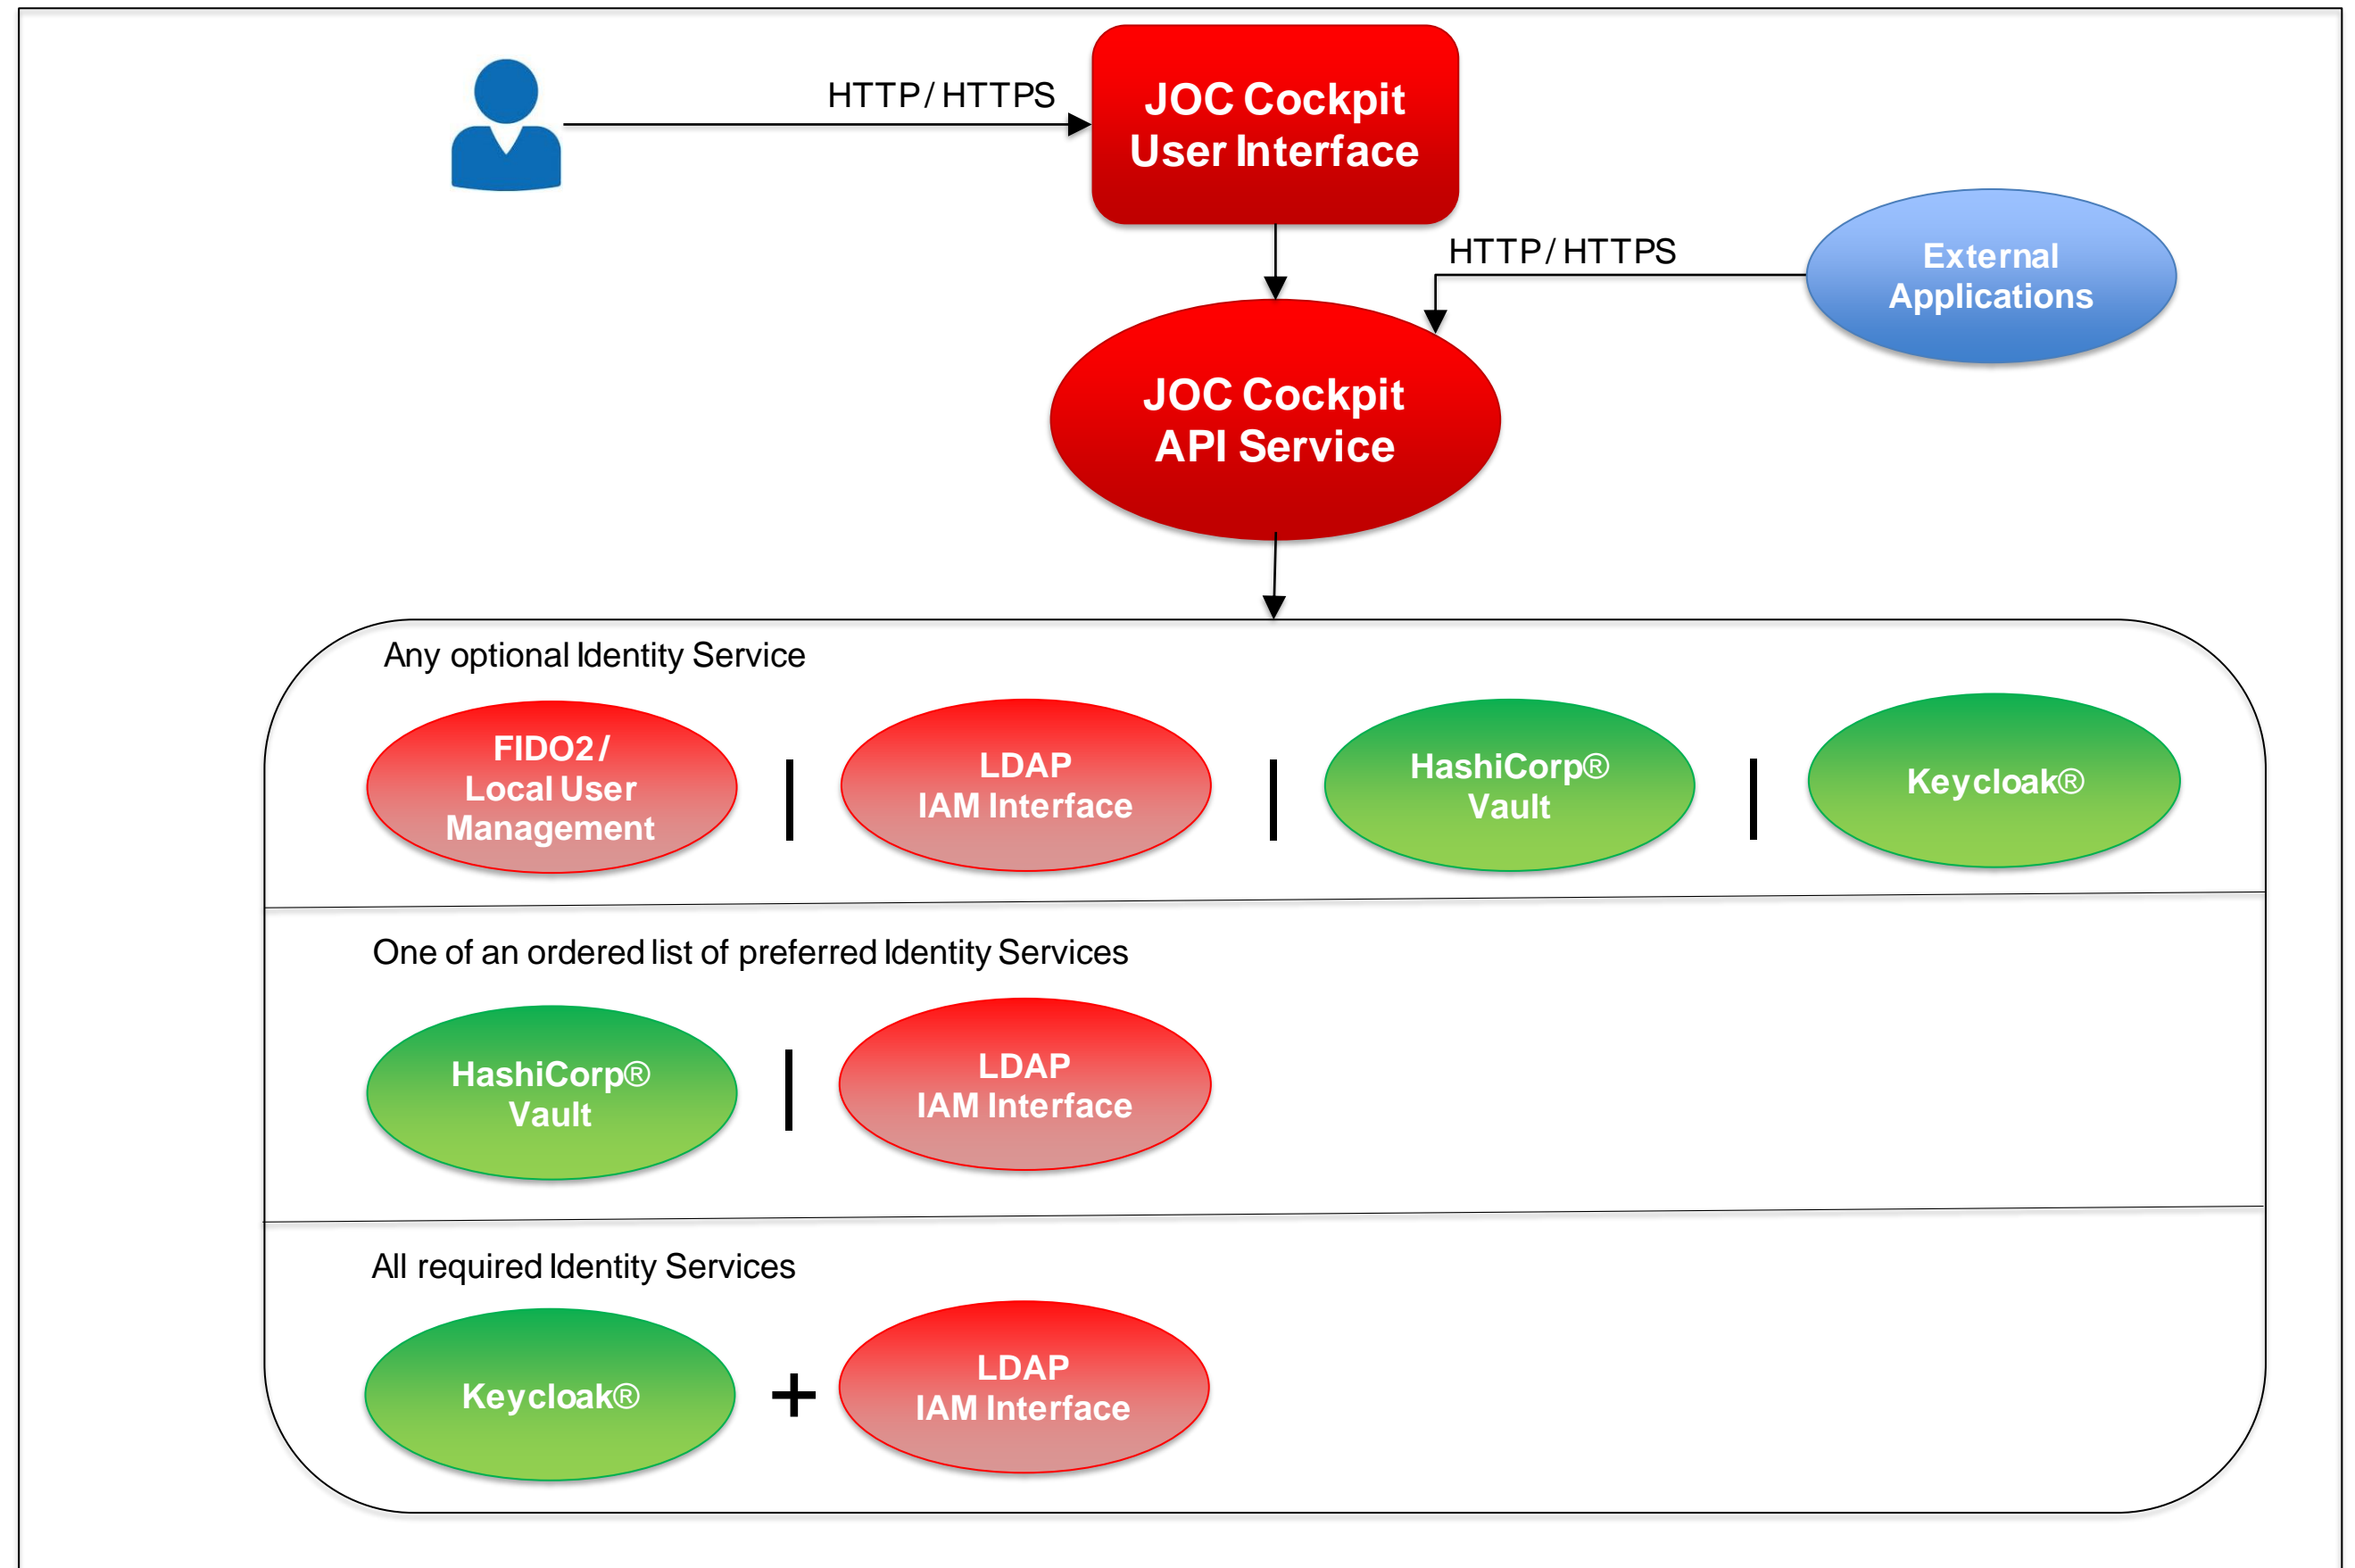 HTTP / HTTPS
JOC Cockpit
User Interface
HTTP / HTTPS
External
Applications
JOC Cockpit
API Service
Any optional Identity Service
FIDO2 /
Local User
Management
|
LDAP
IAM Interface
|
HashiCorp®
Vault
|
Keycloak®
One of an ordered list of preferred Identity Services
HashiCorp®
Vault
|
LDAP
IAM Interface
All required Identity Services
Keycloak®
+
LDAP
IAM Interface